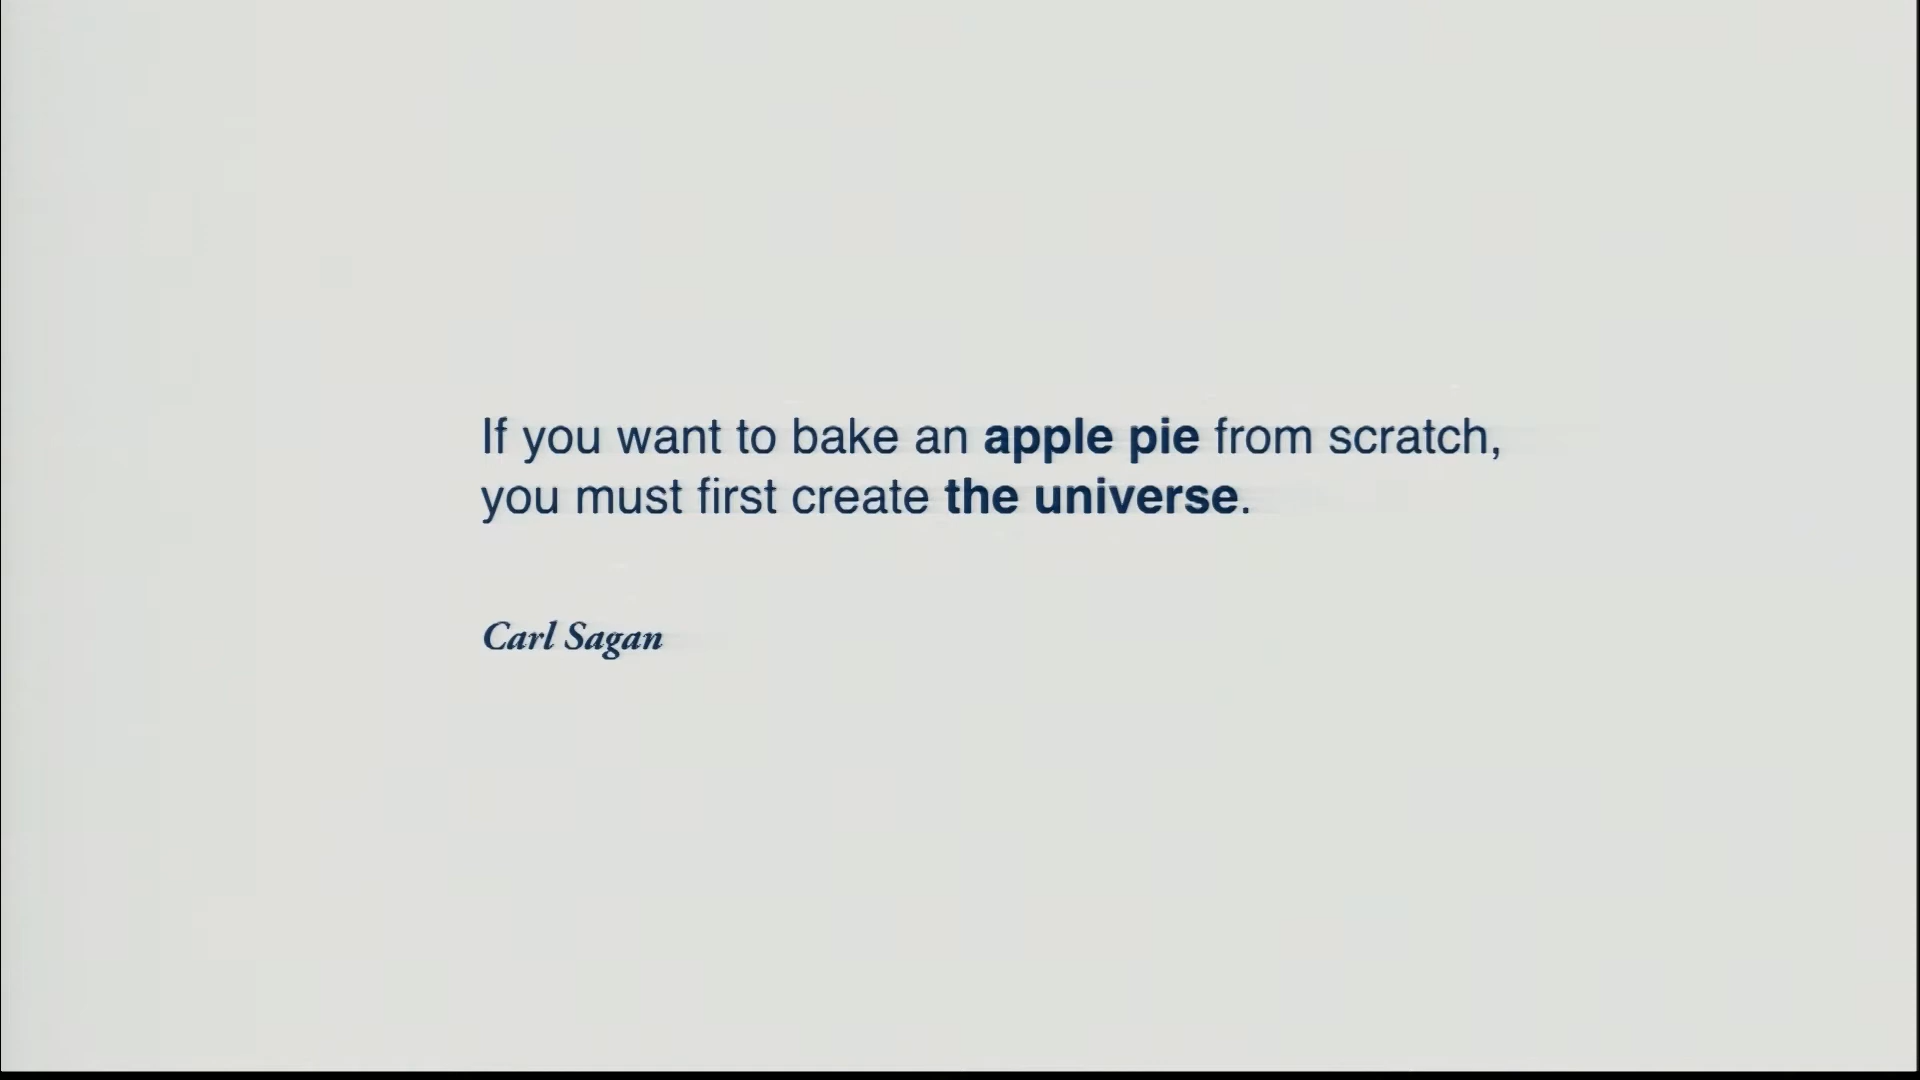 If you want to bake an apple pie from scratch,
you must first create the universe.
Carl Sagan